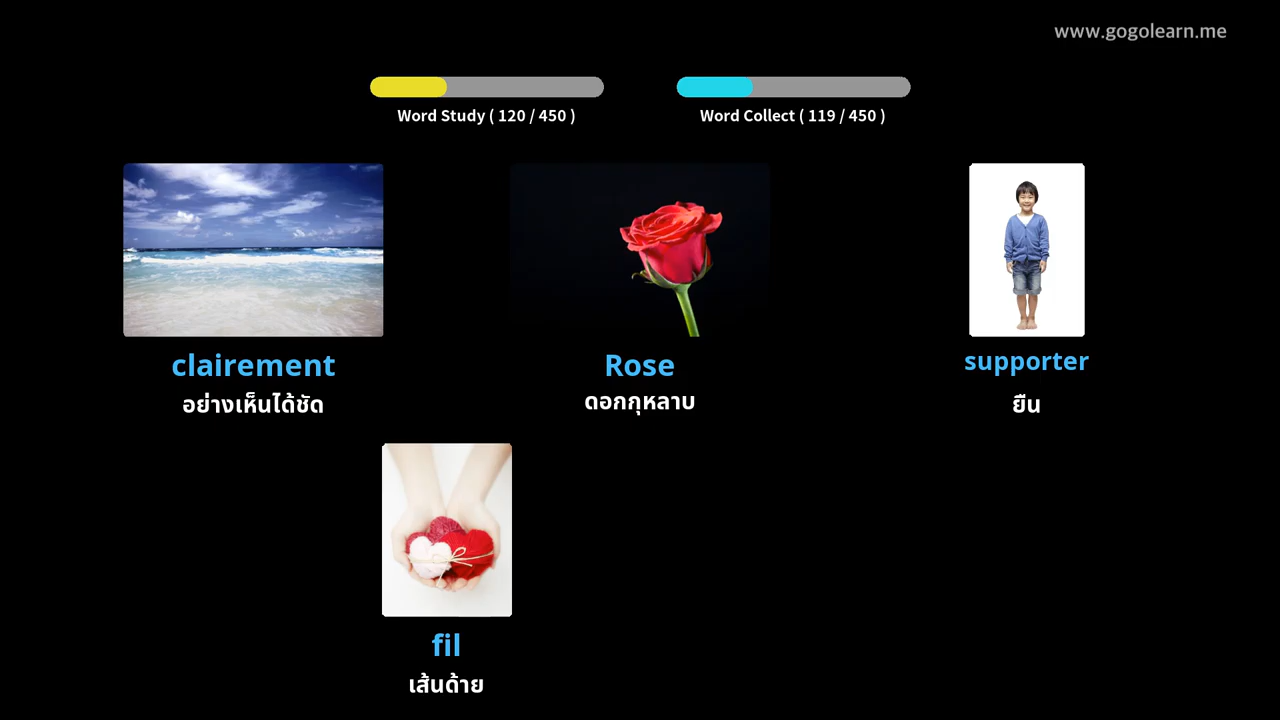 www.gogolearn.me
Word Study ( 120 / 450 )
Word Collect ( 119 / 450 )
clairement
อย่างเห็นได้ชัด
Rose
ดอกกุหลาบ
supporter
ยืน
fil
เส้นด้าย